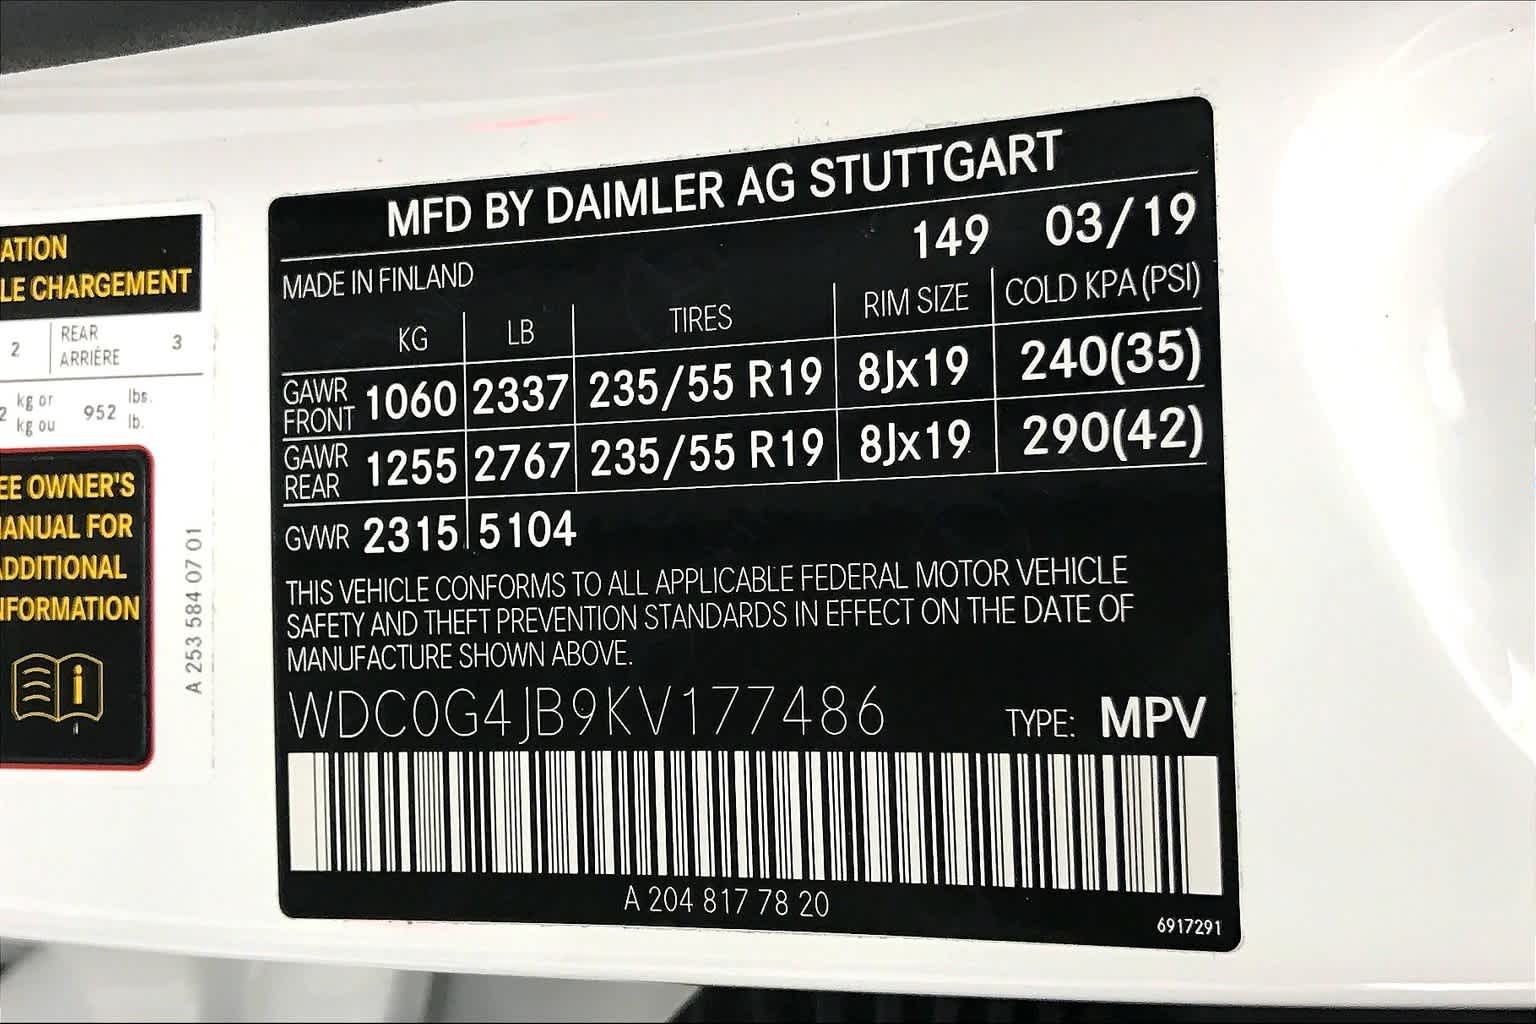 ATION
LE CHARGEMENT
2 REAR ARRIÈRE 3
2 kg or kg ou 952 lbs. lb.
EE OWNER'S
ANUAL FOR
DDITIONAL
NFORMATION
i
A 253 584 07 01
MFD BY DAIMLER AG STUTTGART
149 03/19
MADE IN FINLAND
KG LB TIRES RIM SIZE COLD KPA (PSI)
GAWR FRONT 1060 2337 235/55 R19 8Jx19 240(35)
GAWR REAR 1255 2767 235/55 R19 8Jx19 290(42)
GVWR 2315 5104
THIS VEHICLE CONFORMS TO ALL APPLICABLE FEDERAL MOTOR VEHICLE
SAFETY AND THEFT PREVENTION STANDARDS IN EFFECT ON THE DATE OF
MANUFACTURE SHOWN ABOVE.
WDC0G4JB9KV177486 TYPE: MPV
A 204 817 78 20
6917291